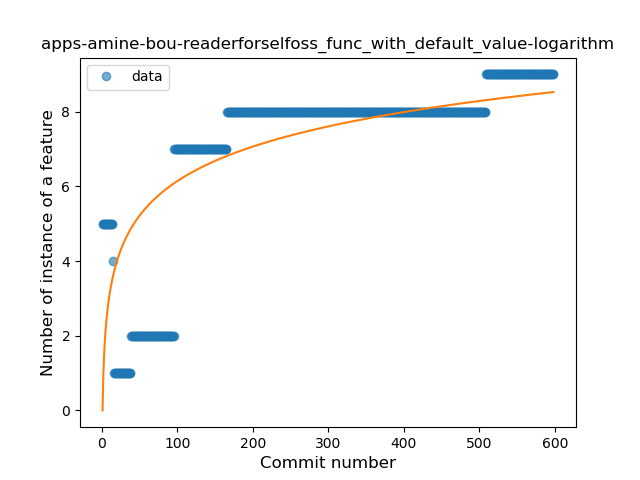 apps-amine-bou-readerforselfoss_func_with_default_value-logarithm
data
Number of instance of a feature
8
6
4
2
0
0 100 200 300 400 500 600
Commit number